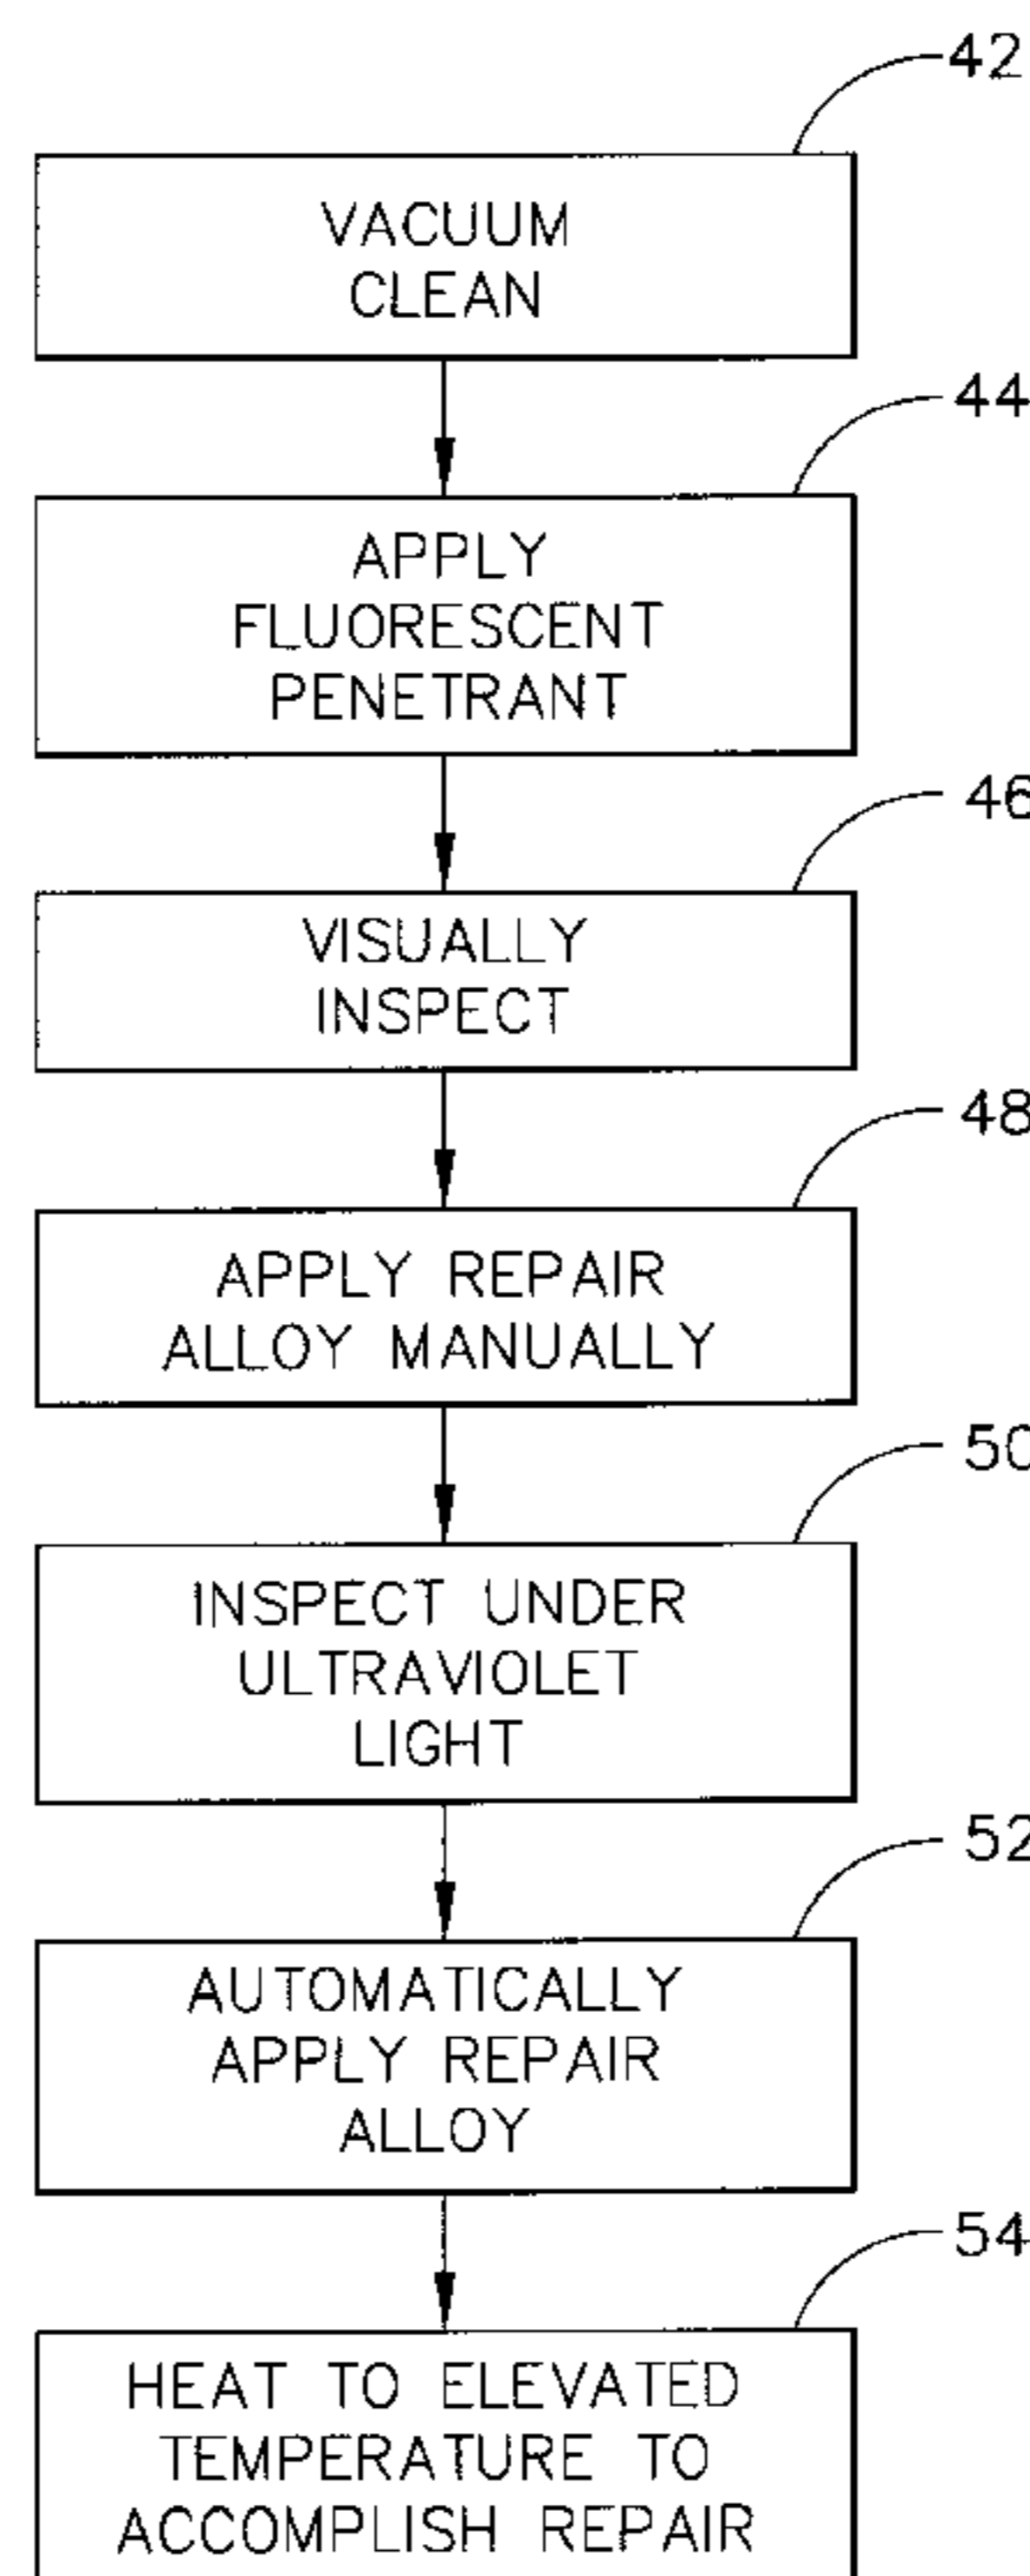 42
VACUUM
CLEAN
44
APPLY
FLUORESCENT
PENETRANT
46
VISUALLY
INSPECT
48
APPLY REPAIR
ALLOY MANUALLY
50
INSPECT UNDER
ULTRAVIOLET
LIGHT
52
AUTOMATICALLY
APPLY REPAIR
ALLOY
54
HEAT TO ELEVATED
TEMPERATURE TO
ACCOMPLISH REPAIR